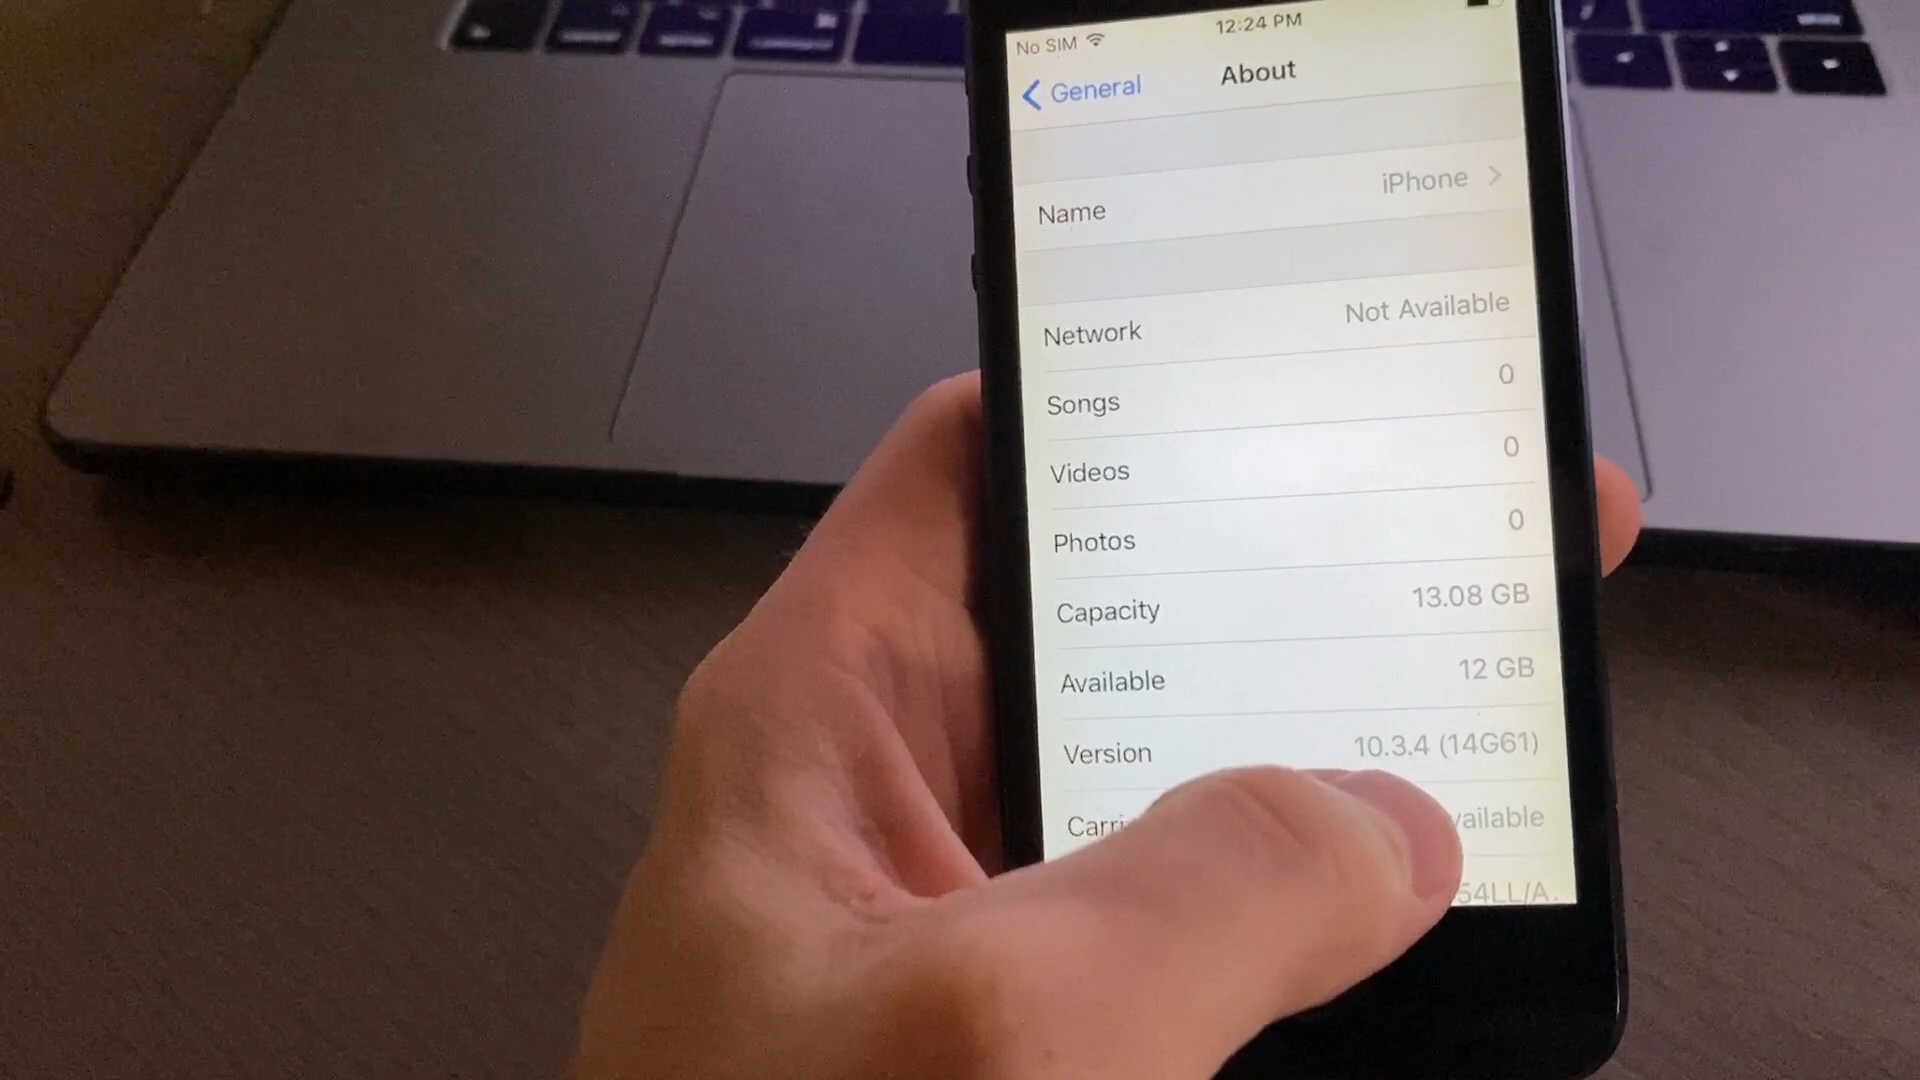 No SIM 12:24 PM
General About
Name iPhone
Network Not Available
Songs 0
Videos 0
Photos 0
Capacity 13.08 GB
Available 12 GB
Version 10.3.4 (14G61)